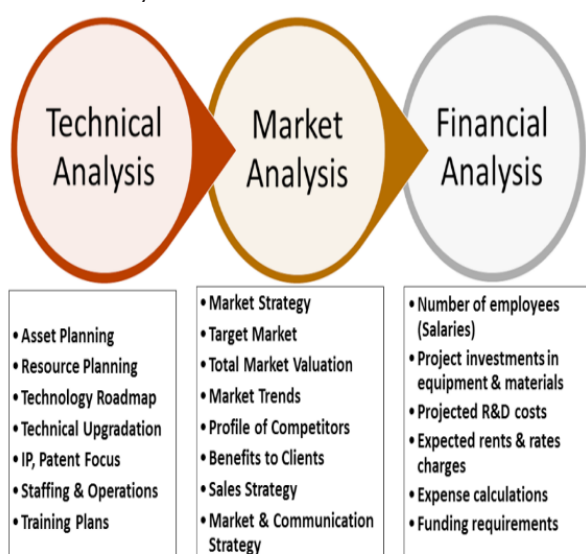 Technical
Analysis
Market
Analysis
Financial
Analysis
• Asset Planning
• Resource Planning
• Technology Roadmap
• Technical Upgradation
• IP, Patent Focus
• Staffing & Operations
• Training Plans
• Market Strategy
• Target Market
• Total Market Valuation
• Market Trends
• Profile of Competitors
• Benefits to Clients
• Sales Strategy
• Market & Communication
Strategy
• Number of employees
(Salaries)
• Project investments in
equipment & materials
• Projected R&D costs
• Expected rents & rates
charges
• Expense calculations
• Funding requirements